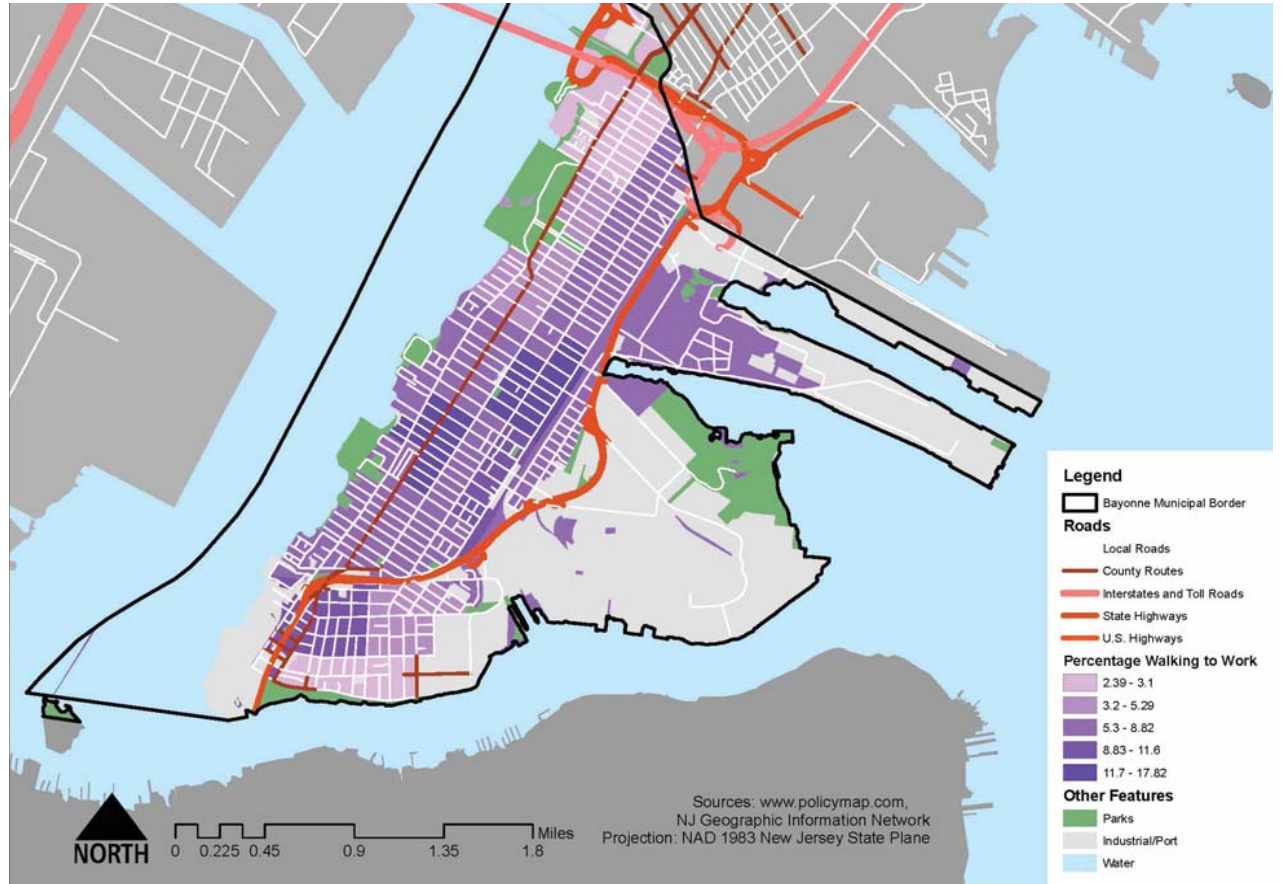 Legend
Bayonne Municipal Border
Roads
Local Roads
County Routes
Interstates and Toll Roads
State Highways
U.S. Highways
Percentage Walking to Work
2.39 - 3.1
3.2 - 5.29
5.3 - 8.82
8.83 - 11.6
11.7 - 17.82
Other Features
Parks
Industrial/Port
Water
Sources: www.policymap.com,
NJ Geographic Information Network
Projection: NAD 1983 New Jersey State Plane
NORTH
Miles
0 0.225 0.45 0.9 1.35 1.8